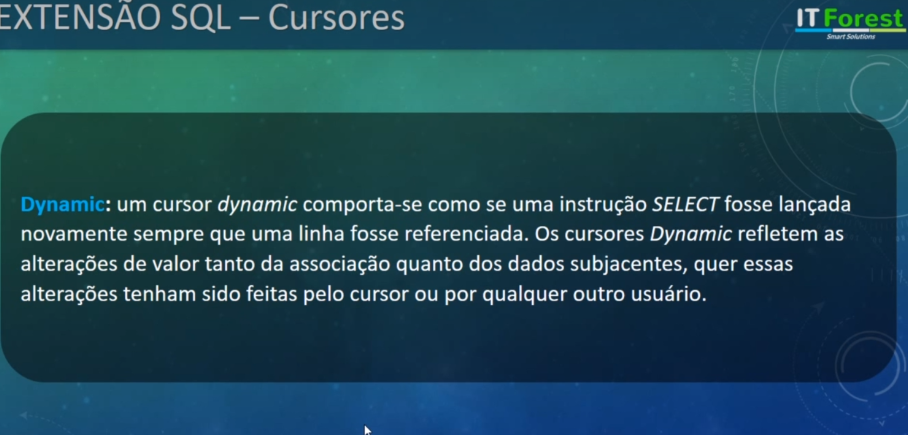 EXTENSÃO SQL – Cursores
ITForest
Smart Solutions
Dynamic: um cursor dynamic comporta-se como se uma instrução SELECT fosse lançada
novamente sempre que uma linha fosse referenciada. Os cursores Dynamic refletem as
alterações de valor tanto da associação quanto dos dados subjacentes, quer essas
alterações tenham sido feitas pelo cursor ou por qualquer outro usuário.